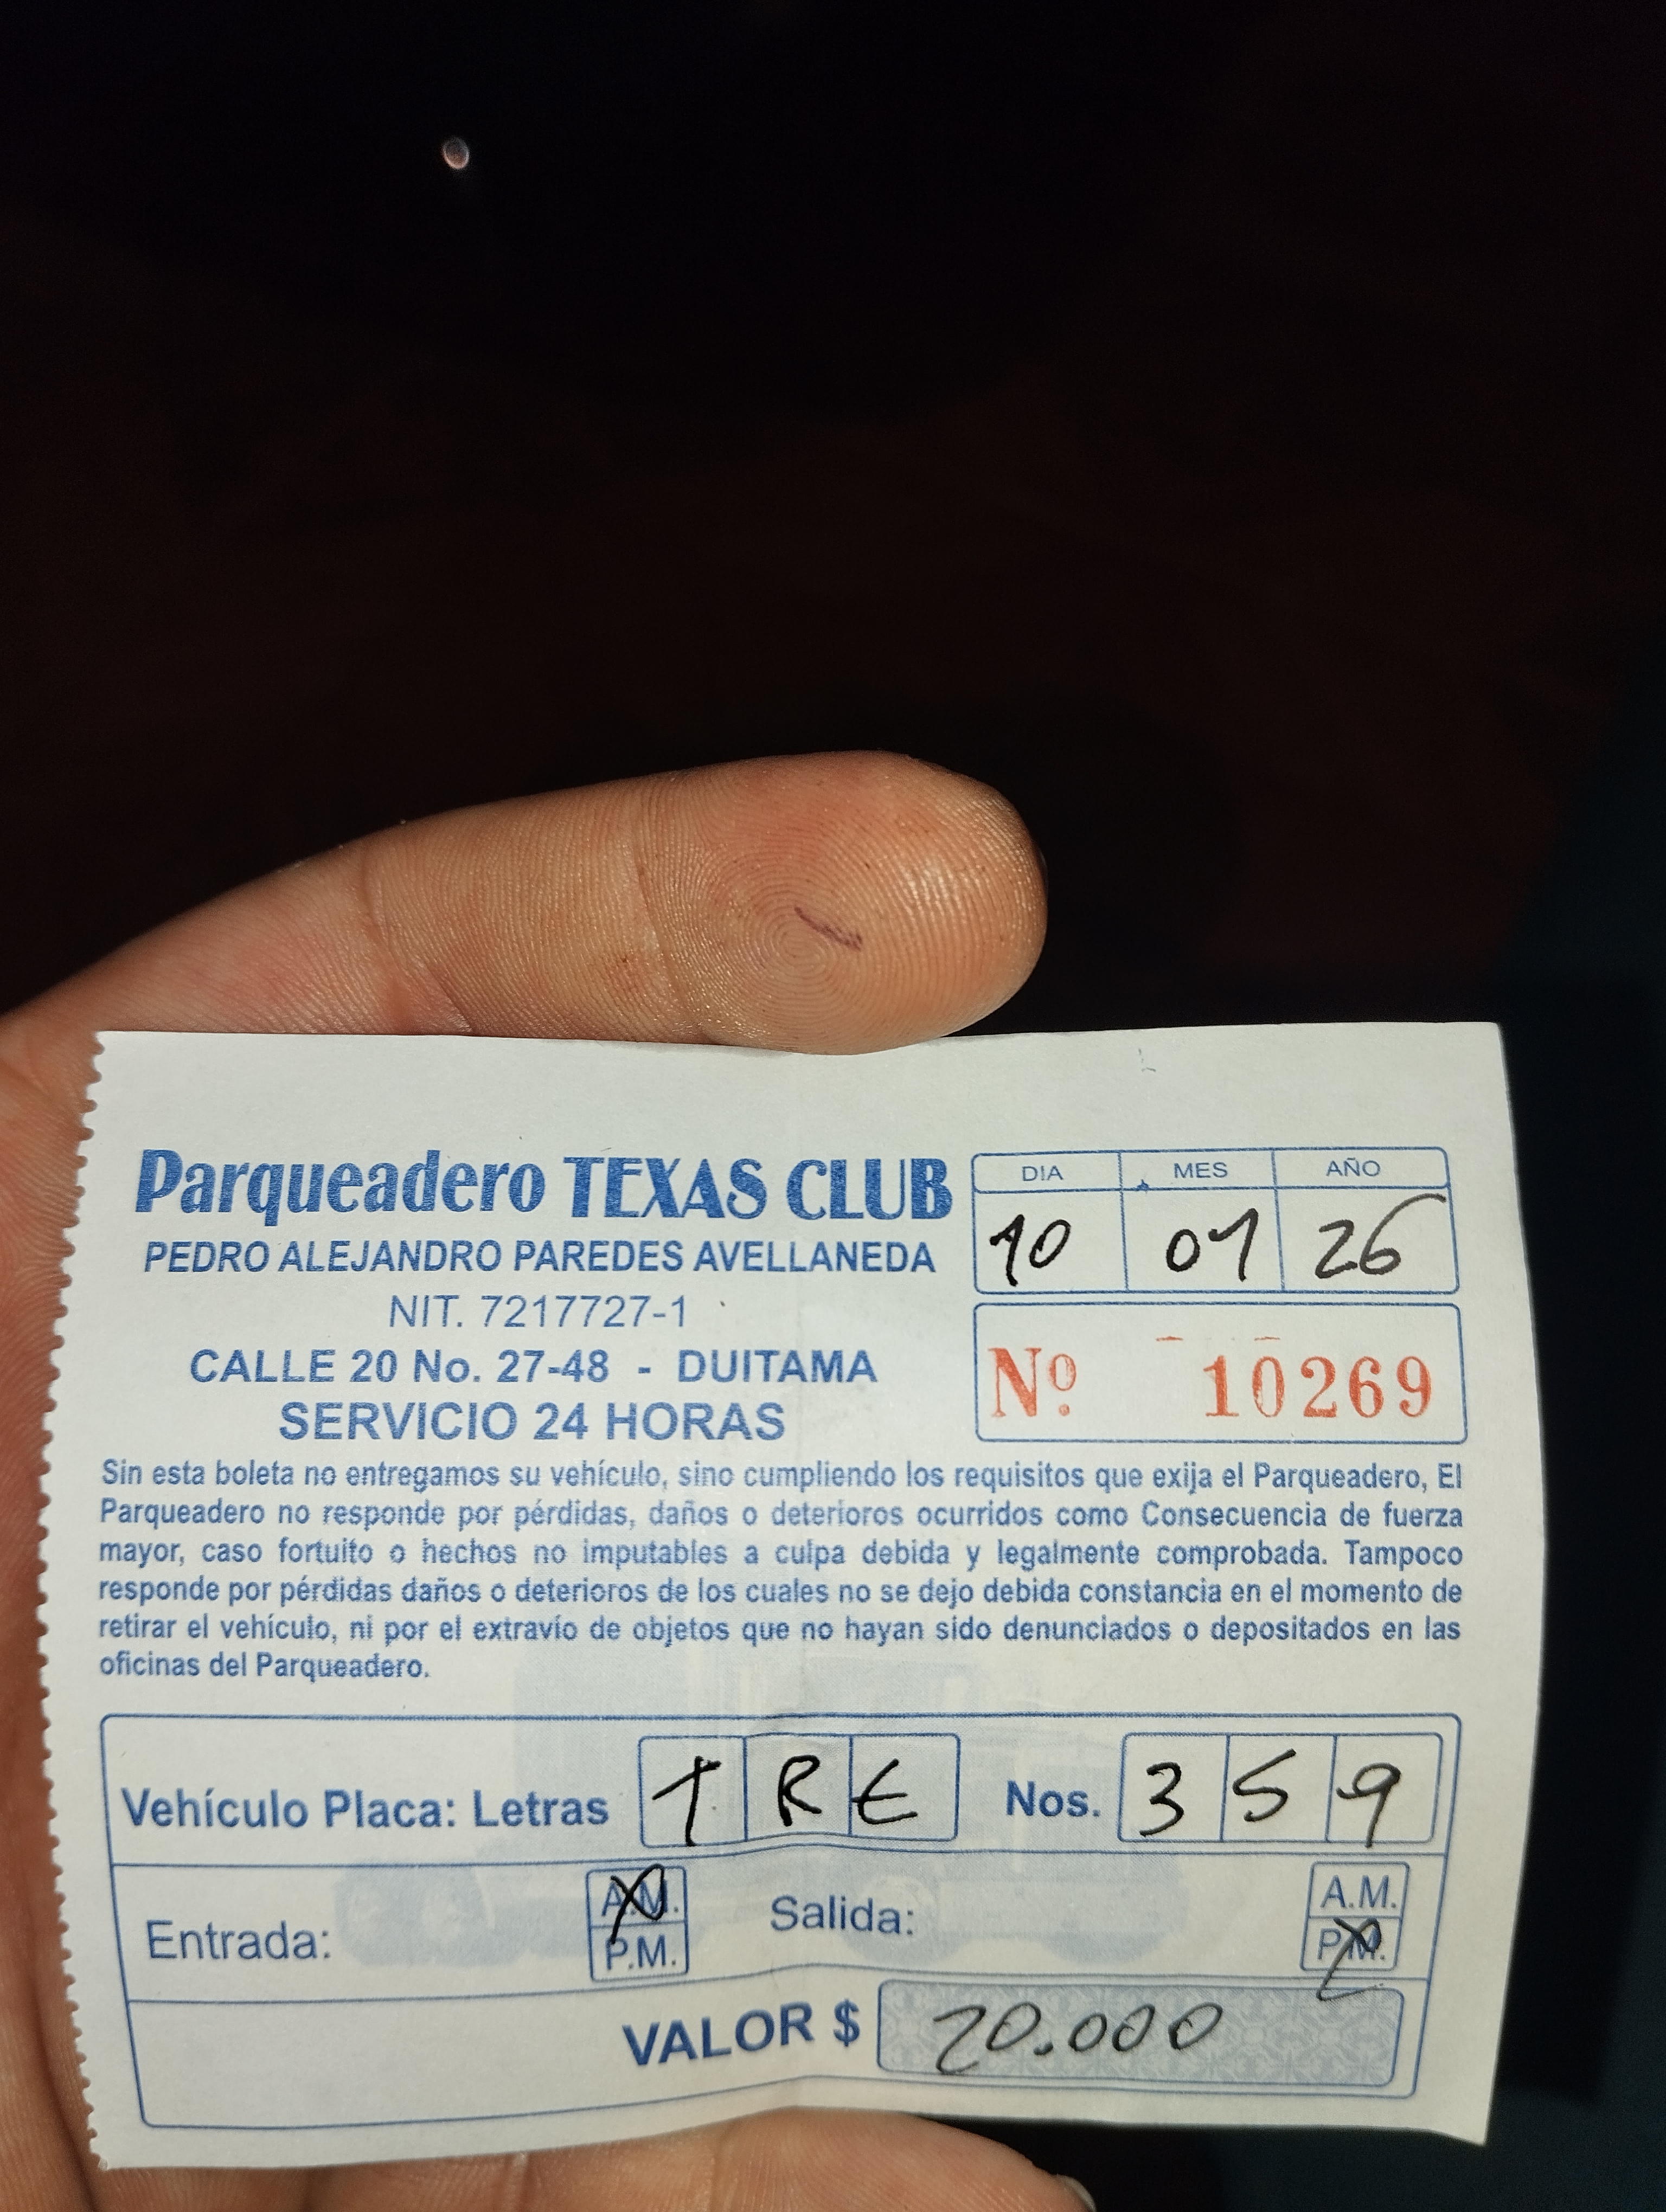 Parqueadero TEXAS CLUB
PEDRO ALEJANDRO PAREDES AVELLANEDA
NIT. 7217727-1
CALLE 20 No. 27-48 - DUITAMA
SERVICIO 24 HORAS
DIA MES AÑO
10 01 26
Nº 10269
Sin esta boleta no entregamos su vehículo, sino cumpliendo los requisitos que exija el Parqueadero, El
Parqueadero no responde por pérdidas, daños o deterioros ocurridos como Consecuencia de fuerza
mayor, caso fortuito o hechos no imputables a culpa debida y legalmente comprobada. Tampoco
responde por pérdidas daños o deterioros de los cuales no se dejo debida constancia en el momento de
retirar el vehículo, ni por el extravío de objetos que no hayan sido denunciados o depositados en las
oficinas del Parqueadero.
Vehículo Placa: Letras T R E Nos. 3 5 9
Entrada: A.M. P.M. Salida: A.M. P.M.
VALOR $ 20.000